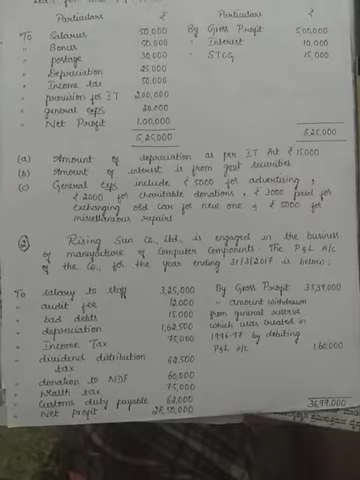 Particulars ₹ Particulars ₹
To Salaries 50,000 By Gross Profit 5,00,000
" Bonus 50,000 " Interest 10,000
" postage 30,000 " STCG 15,000
" Depreciation 25,000
" Income tax 50,000
" provision for IT 2,00,000
" general exps 20,000
" Net Profit 1,00,000
5,25,000 5,25,000
(a) Amount of depreciation as per IT Act ₹ 15,000
(b) Amount of interest is from govt securities
(c) General exps include ₹ 5000 for advertising,
₹ 2000 for charitable donations, ₹ 3000 paid for
exchanging old car for new one & ₹ 5000 for
miscellaneous repairs
② Rising Sun Co., Ltd., is engaged in the business
of manufacture of Computer Components. The P&L A/c
of the Co., for the year ending 31/3/2017 is below;
To salary to staff 3,25,000 By Gross Profit 35,39,000
" audit fee 12,000 " amount withdrawn
" bad debts 15,000 from general reserve
" depreciation 1,62,500 which was created in
" Income Tax 75,000 1996-97 by debiting
" dividend distribution P&L A/c 1,60,000
tax 62,500
" donation to NDF 60,000
" Wealth tax 75,000
" Customs duty payable 62,000
" Net profit 28,50,000 36,99,000